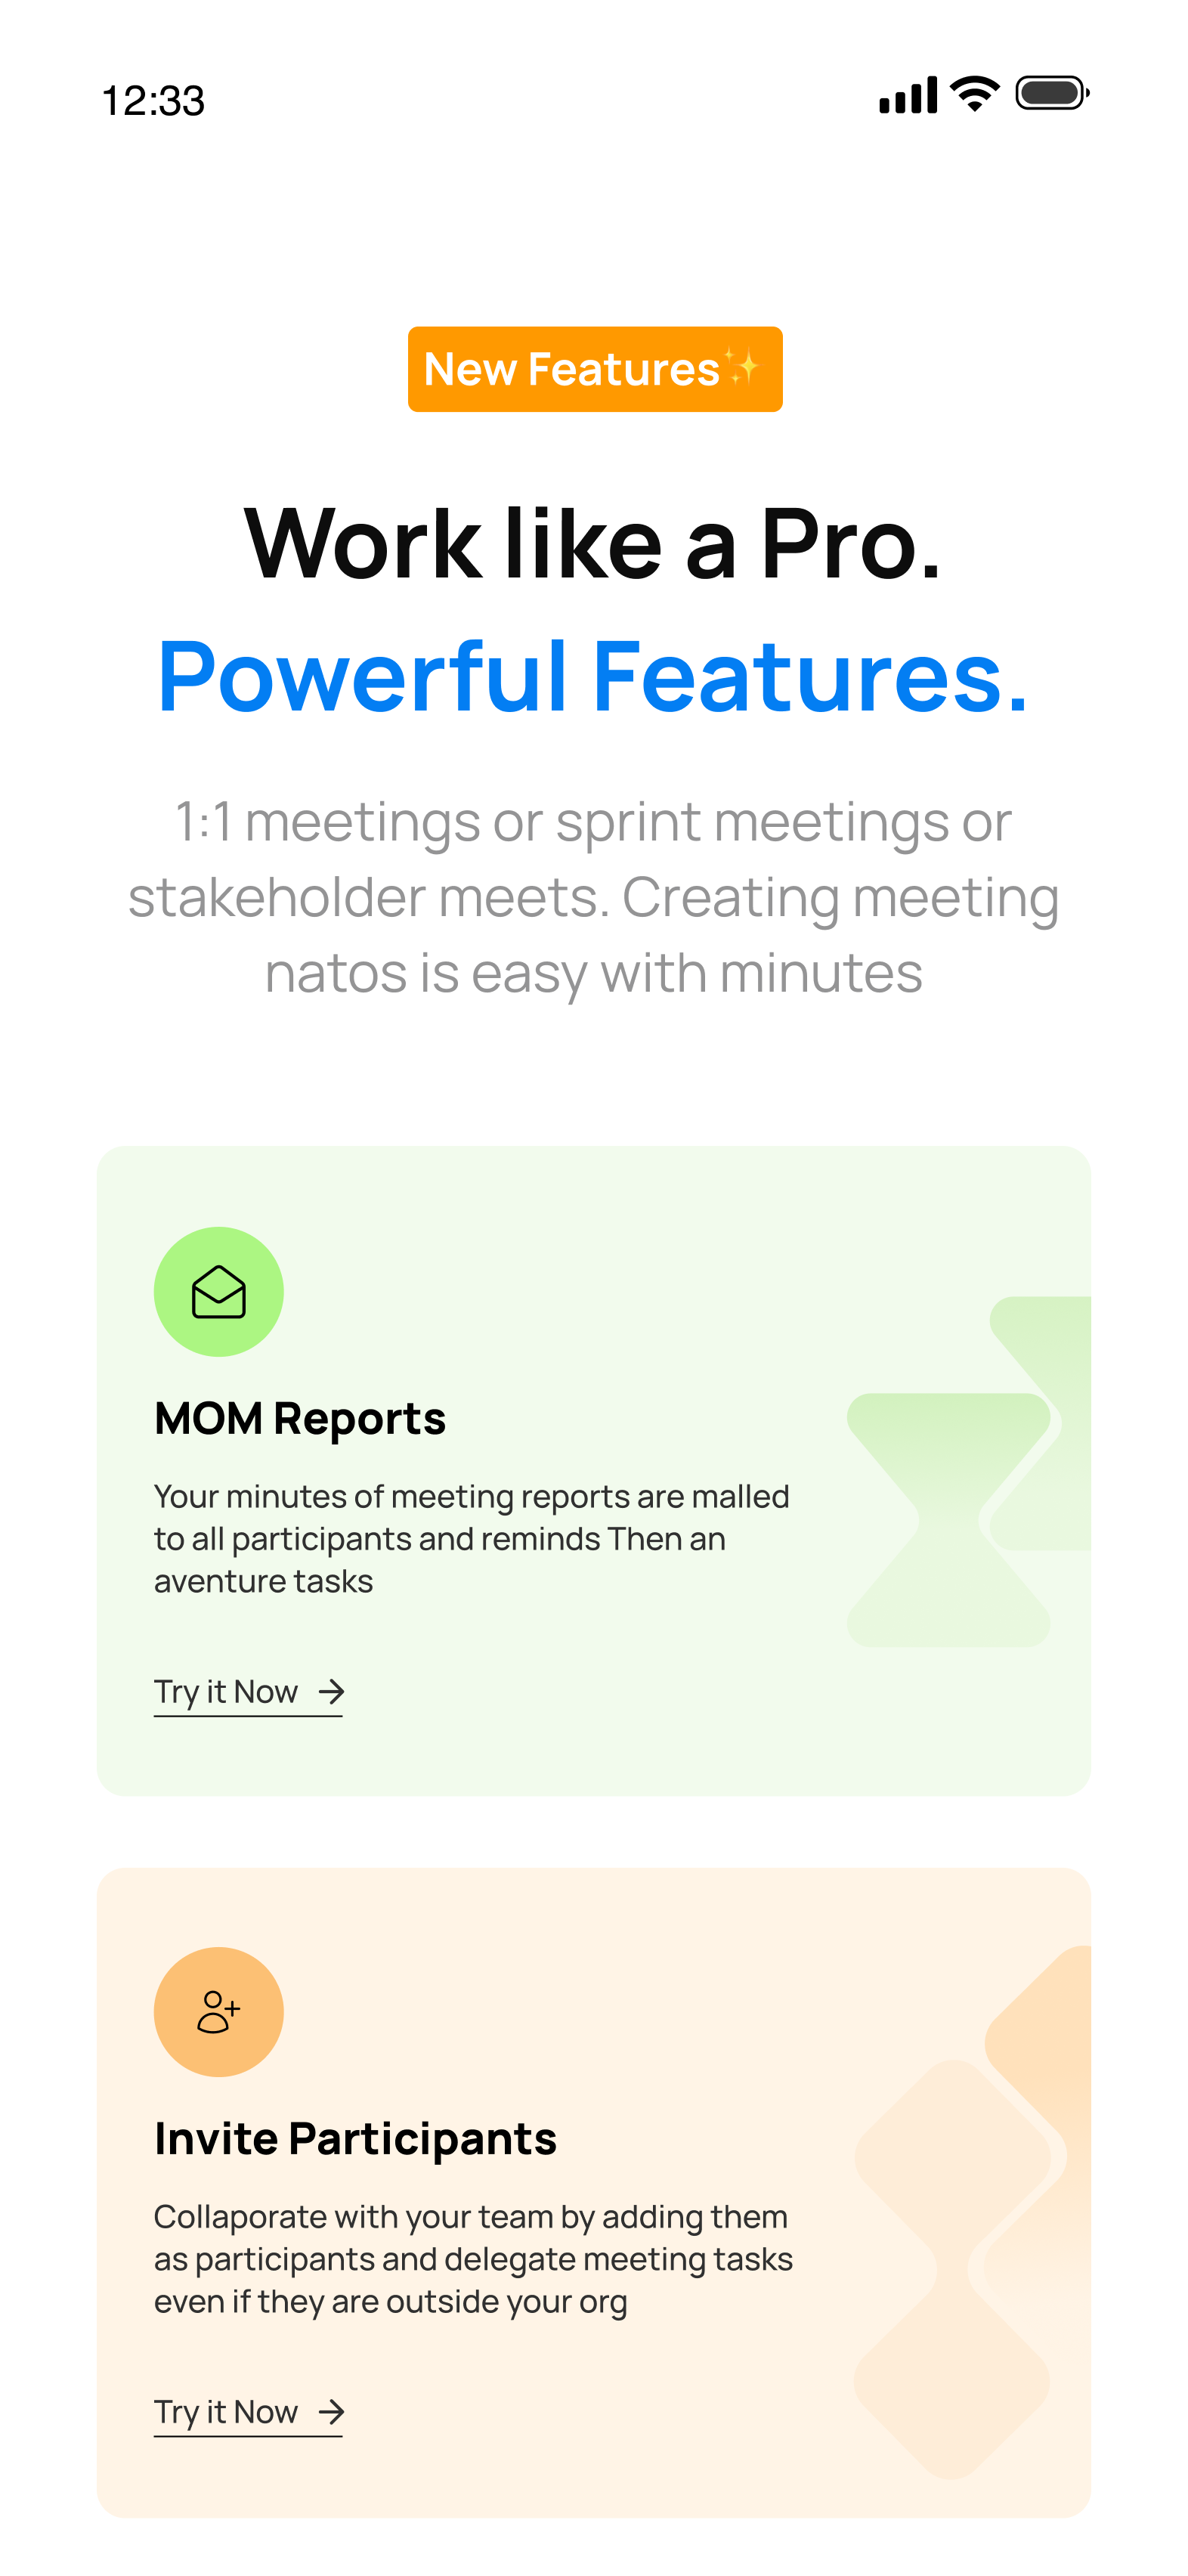 12:33
New Features✨
Work like a Pro.
Powerful Features.
1:1 meetings or sprint meetings or
stakeholder meets. Creating meeting
natos is easy with minutes
MOM Reports
Your minutes of meeting reports are malled
to all participants and reminds Then an
aventure tasks
Try it Now →
Invite Participants
Collaporate with your team by adding them
as participants and delegate meeting tasks
even if they are outside your org
Try it Now →